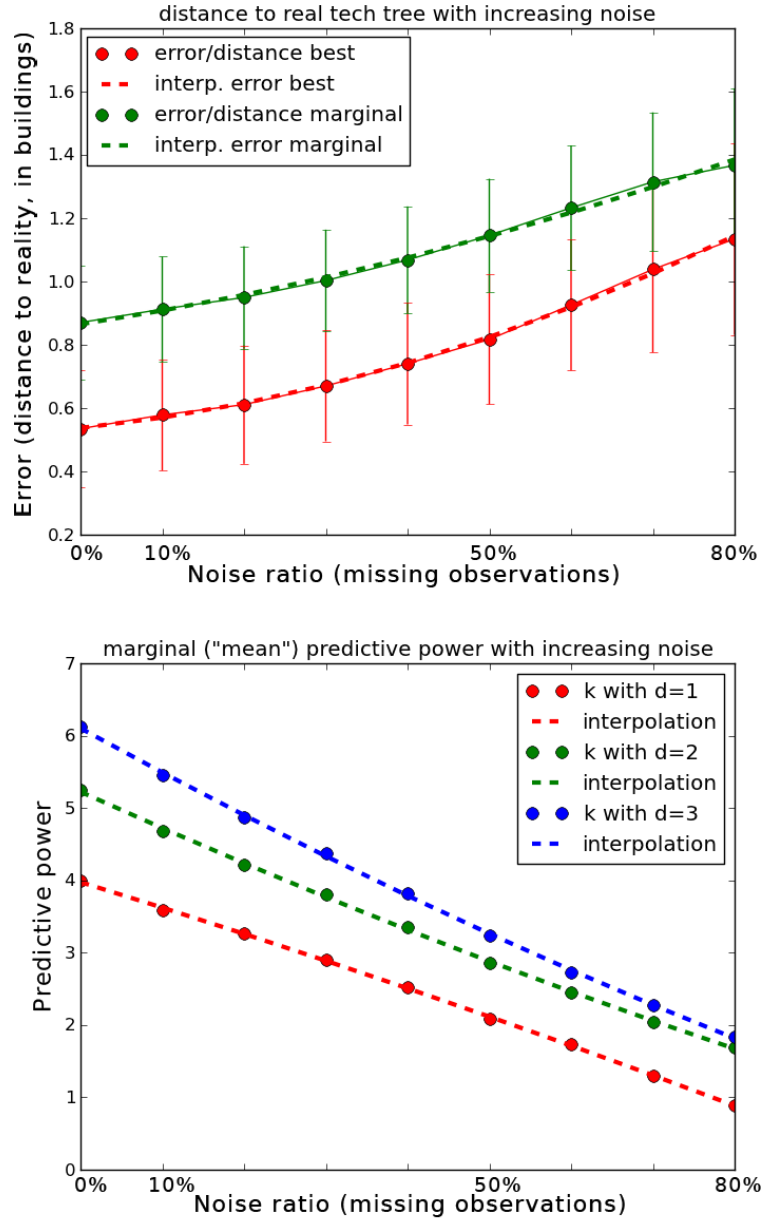 distance to real tech tree with increasing noise
1.8
1.6
1.4
1.2
1.0
0.8
0.6
0.4
0.2
Error (distance to reality, in buildings)
error/distance best
interp. error best
error/distance marginal
interp. error marginal
0% 10% 50% 80%
Noise ratio (missing observations)
marginal ("mean") predictive power with increasing noise
7
6
5
4
3
2
1
0
Predictive power
k with d=1
interpolation
k with d=2
interpolation
k with d=3
interpolation
0% 10% 50% 80%
Noise ratio (missing observations)